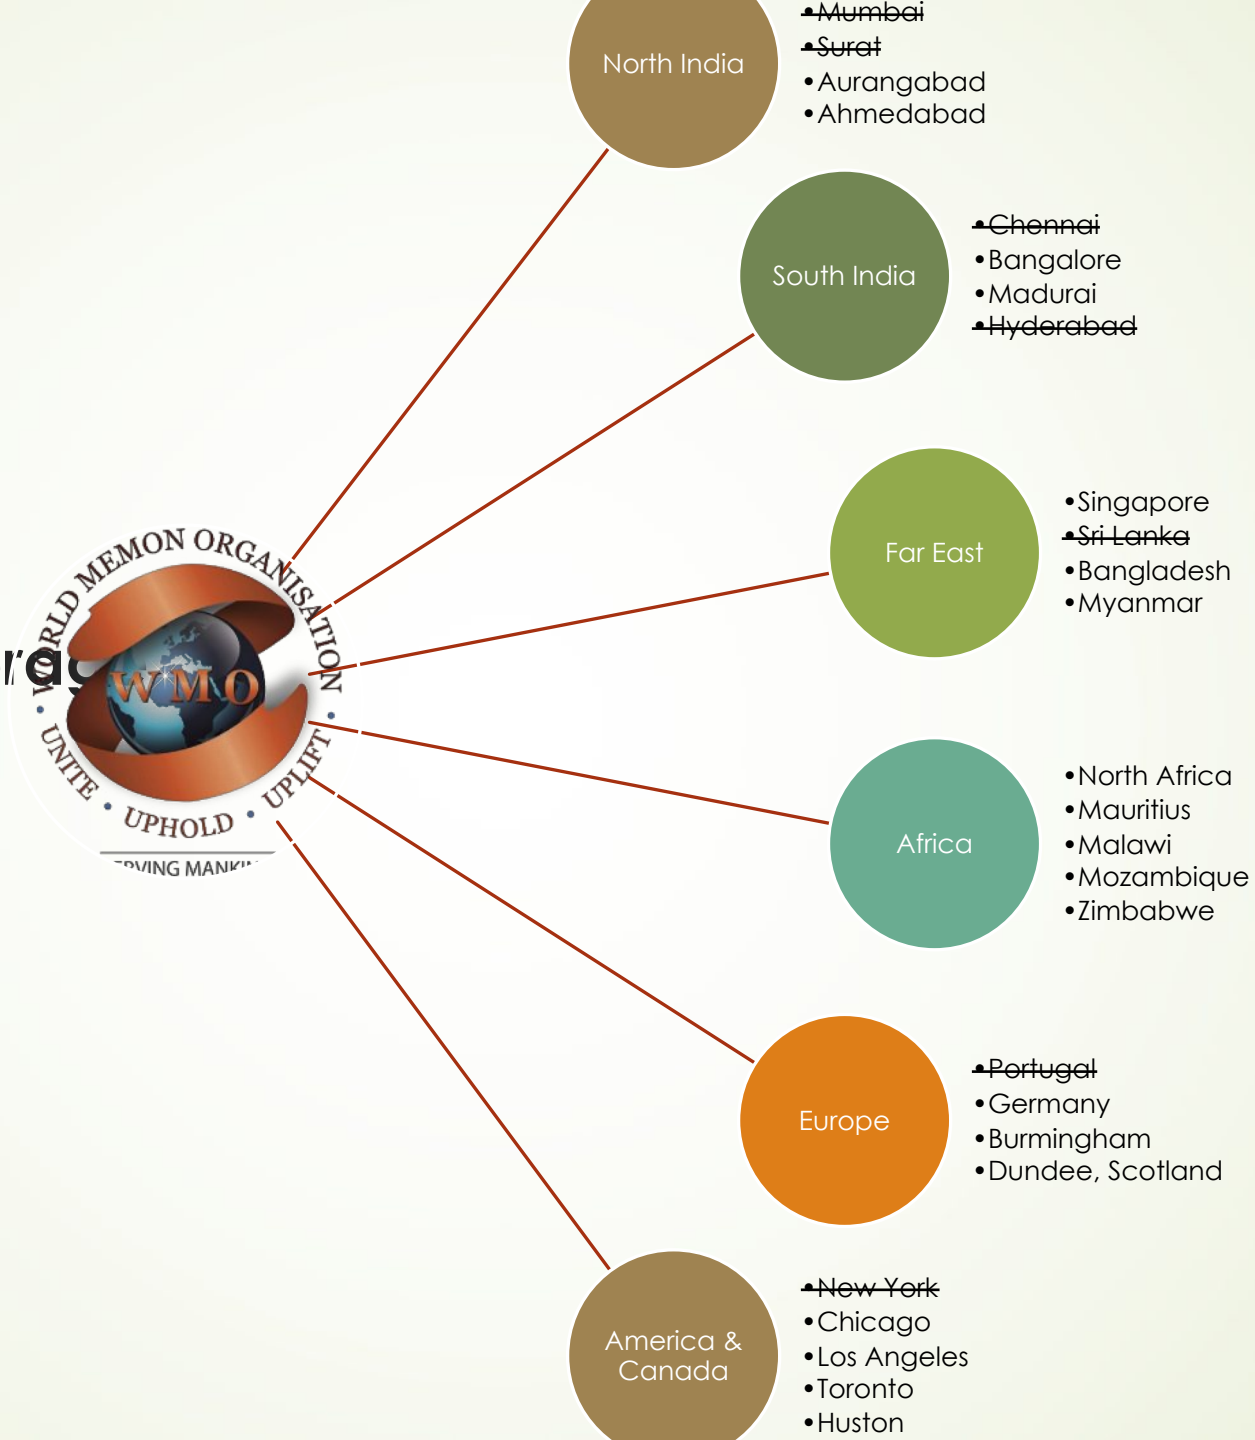 North India
•Mumbai
•Surat
•Aurangabad
•Ahmedabad
South India
•Chennai
•Bangalore
•Madurai
•Hyderabad
Far East
•Singapore
•Sri Lanka
•Bangladesh
•Myanmar
WORLD MEMON ORGANISATION
WMO
• UNITE • UPHOLD • UPLIFT •
Africa
•North Africa
•Mauritius
•Malawi
•Mozambique
•Zimbabwe
Europe
•Portugal
•Germany
•Burmingham
•Dundee, Scotland
America &
Canada
•New York
•Chicago
•Los Angeles
•Toronto
•Huston